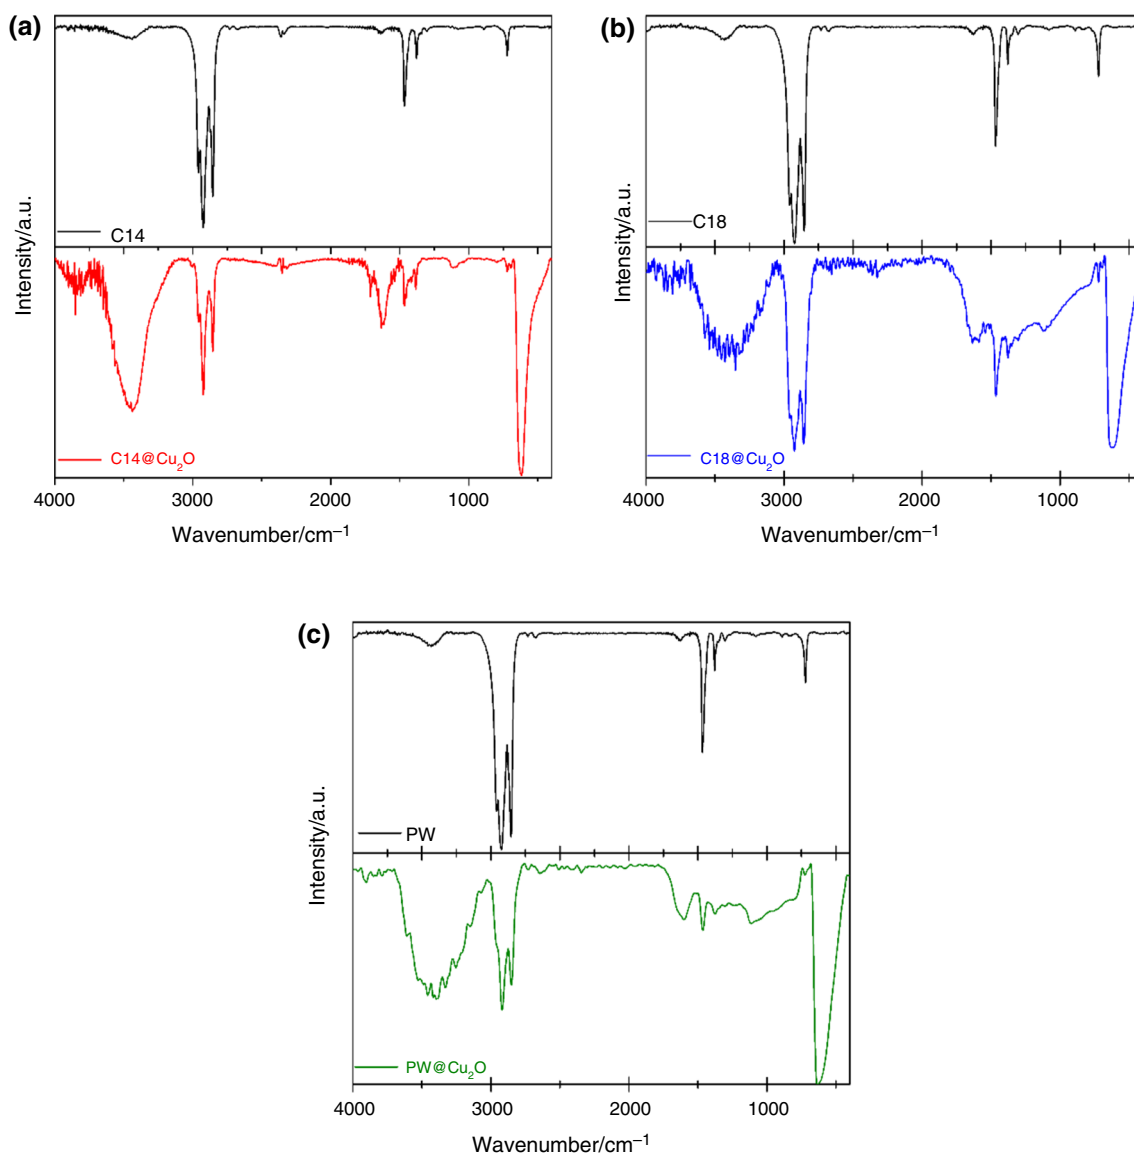 (a)
Intensity/a.u.
C14
C14@Cu₂O
4000 3000 2000 1000
Wavenumber/cm⁻¹
(b)
Intensity/a.u.
C18
C18@Cu₂O
4000 3000 2000 1000
Wavenumber/cm⁻¹
(c)
Intensity/a.u.
PW
PW@Cu₂O
4000 3000 2000 1000
Wavenumber/cm⁻¹